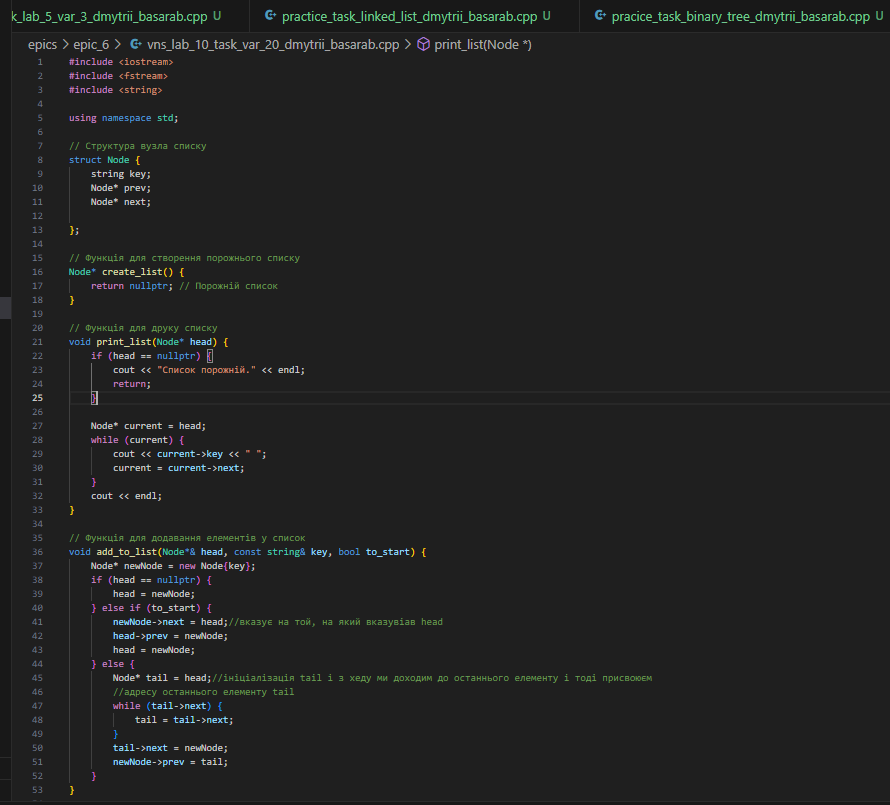 k_lab_5_var_3_dmytrii_basarab.cpp U practice_task_linked_list_dmytrii_basarab.cpp U pracice_task_binary_tree_dmytrii_basarab.cpp U
epics > epic_6 > vns_lab_10_task_var_20_dmytrii_basarab.cpp > print_list(Node *)
1 #include <iostream>
2 #include <fstream>
3 #include <string>
4
5 using namespace std;
6
7 // Структура вузла списку
8 struct Node {
9 string key;
10 Node* prev;
11 Node* next;
12
13 };
14
15 // Функція для створення порожнього списку
16 Node* create_list() {
17 return nullptr; // Порожній список
18 }
19
20 // Функція для друку списку
21 void print_list(Node* head) {
22 if (head == nullptr) {
23 cout << "Список порожній." << endl;
24 return;
25 }
26
27 Node* current = head;
28 while (current) {
29 cout << current->key << " ";
30 current = current->next;
31 }
32 cout << endl;
33 }
34
35 // Функція для додавання елементів у список
36 void add_to_list(Node*& head, const string& key, bool to_start) {
37 Node* newNode = new Node{key};
38 if (head == nullptr) {
39 head = newNode;
40 } else if (to_start) {
41 newNode->next = head;//вказує на той, на який вказувіав head
42 head->prev = newNode;
43 head = newNode;
44 } else {
45 Node* tail = head;//ініціалізація tail і з хеду ми доходим до останнього елементу і тоді присвоюєм
46 //адресу останнього елементу tail
47 while (tail->next) {
48 tail = tail->next;
49 }
50 tail->next = newNode;
51 newNode->prev = tail;
52 }
53 }